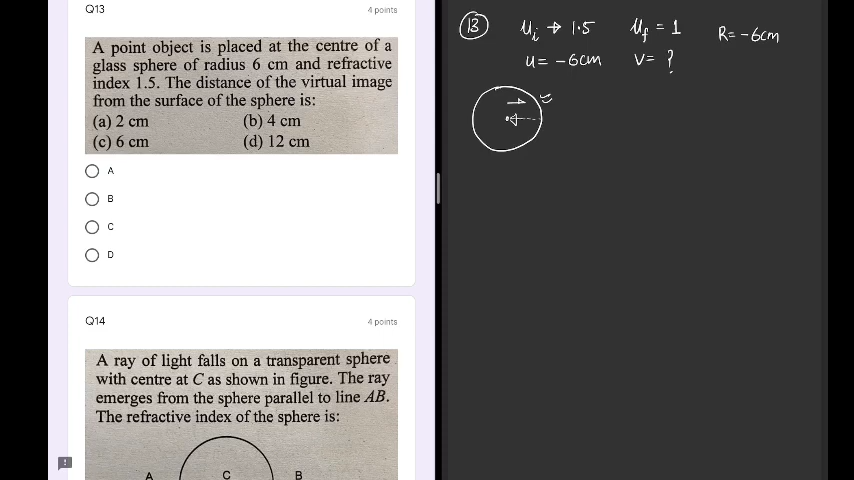 Q13
4 points
A point object is placed at the centre of a
glass sphere of radius 6 cm and refractive
index 1.5. The distance of the virtual image
from the surface of the sphere is:
(a) 2 cm (b) 4 cm
(c) 6 cm (d) 12 cm
A
B
C
D
Q14
4 points
A ray of light falls on a transparent sphere
with centre at C as shown in figure. The ray
emerges from the sphere parallel to line AB.
The refractive index of the sphere is:
A C B
13 μi → 1.5 μf = 1 R = -6cm
u = -6cm v = ?